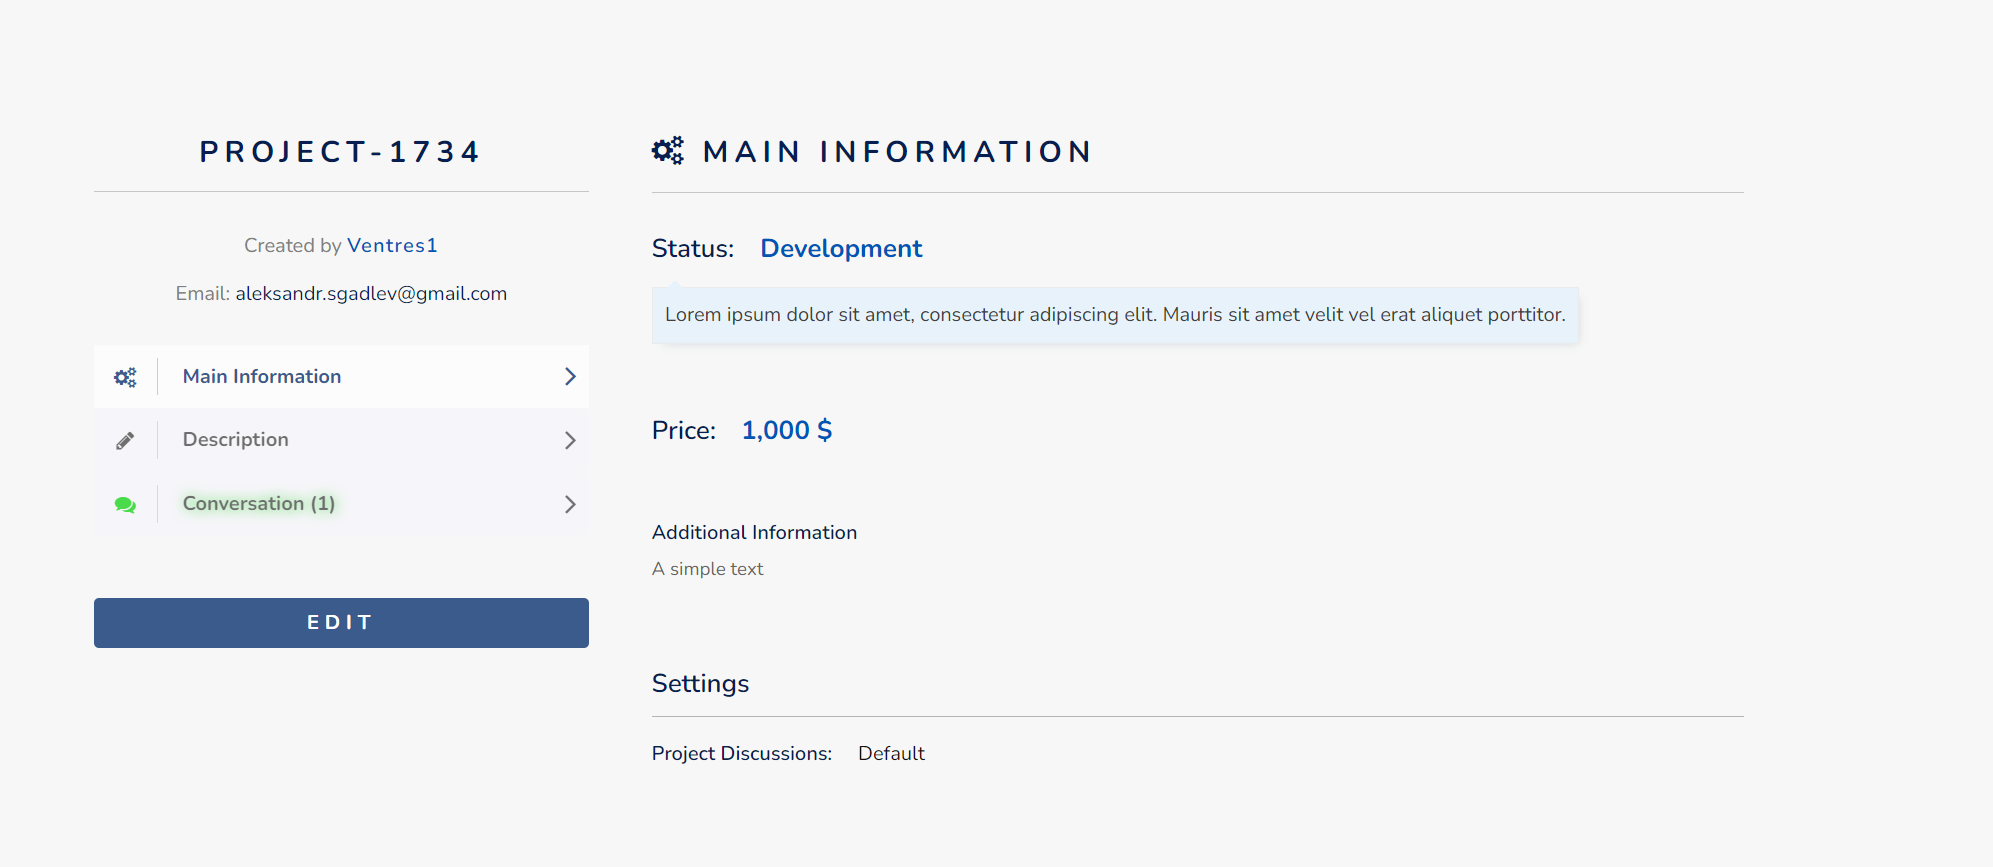 PROJECT-1734
Created by Ventres1
Email: aleksandr.sgadlev@gmail.com
Main Information
Description
Conversation (1)
EDIT
MAIN INFORMATION
Status: Development
Lorem ipsum dolor sit amet, consectetur adipiscing elit. Mauris sit amet velit vel erat aliquet porttitor.
Price: 1,000 $
Additional Information
A simple text
Settings
Project Discussions: Default